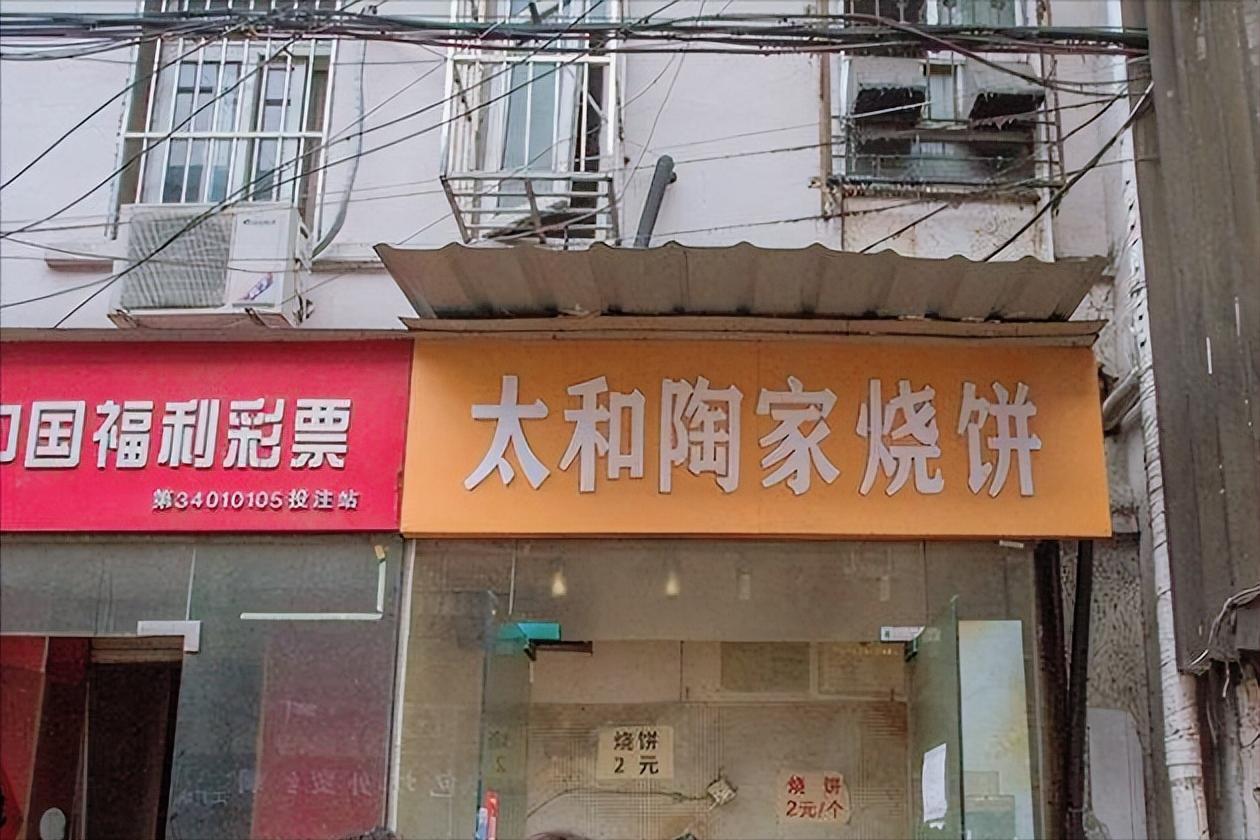 中国福利彩票
第34010105投注站
太和陶家烧饼
烧饼
2元
烧饼
2元/个